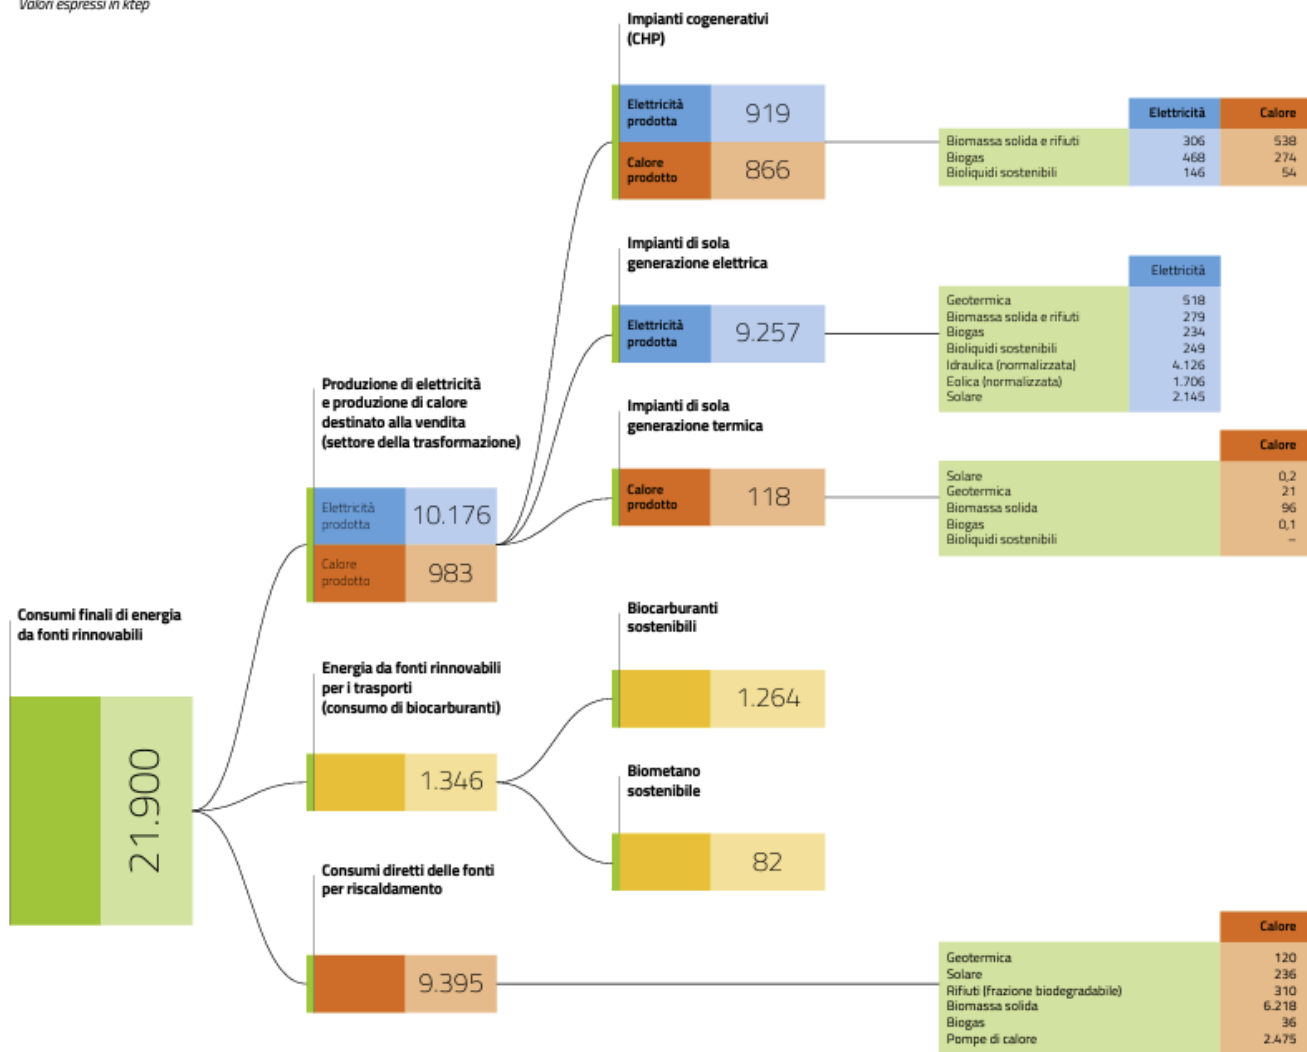 Valori espressi in ktep
Impianti cogenerativi
(CHP)
Elettricità
prodotta
919
Calore
prodotto
866
Elettricità Calore
Biomassa solida e rifiuti 306 538
Biogas 468 274
Bioliquidi sostenibili 146 54
Impianti di sola
generazione elettrica
Elettricità
prodotta
9.257
Elettricità
Geotermica 518
Biomassa solida e rifiuti 279
Biogas 234
Bioliquidi sostenibili 249
Idraulica (normalizzata) 4.126
Eolica (normalizzata) 1.706
Solare 2.145
Produzione di elettricità
e produzione di calore
destinato alla vendita
(settore della trasformazione)
Elettricità
prodotta
10.176
Calore
prodotto
983
Impianti di sola
generazione termica
Calore
prodotto
118
Calore
Solare 0,2
Geotermica 21
Biomassa solida 96
Biogas 0,1
Bioliquidi sostenibili –
Consumi finali di energia
da fonti rinnovabili
21.900
Energia da fonti rinnovabili
per i trasporti
(consumo di biocarburanti)
1.346
Biocarburanti
sostenibili
1.264
Biometano
sostenibile
82
Consumi diretti delle fonti
per riscaldamento
9.395
Calore
Geotermica 120
Solare 236
Rifiuti (frazione biodegradabile) 310
Biomassa solida 6.218
Biogas 36
Pompe di calore 2.475